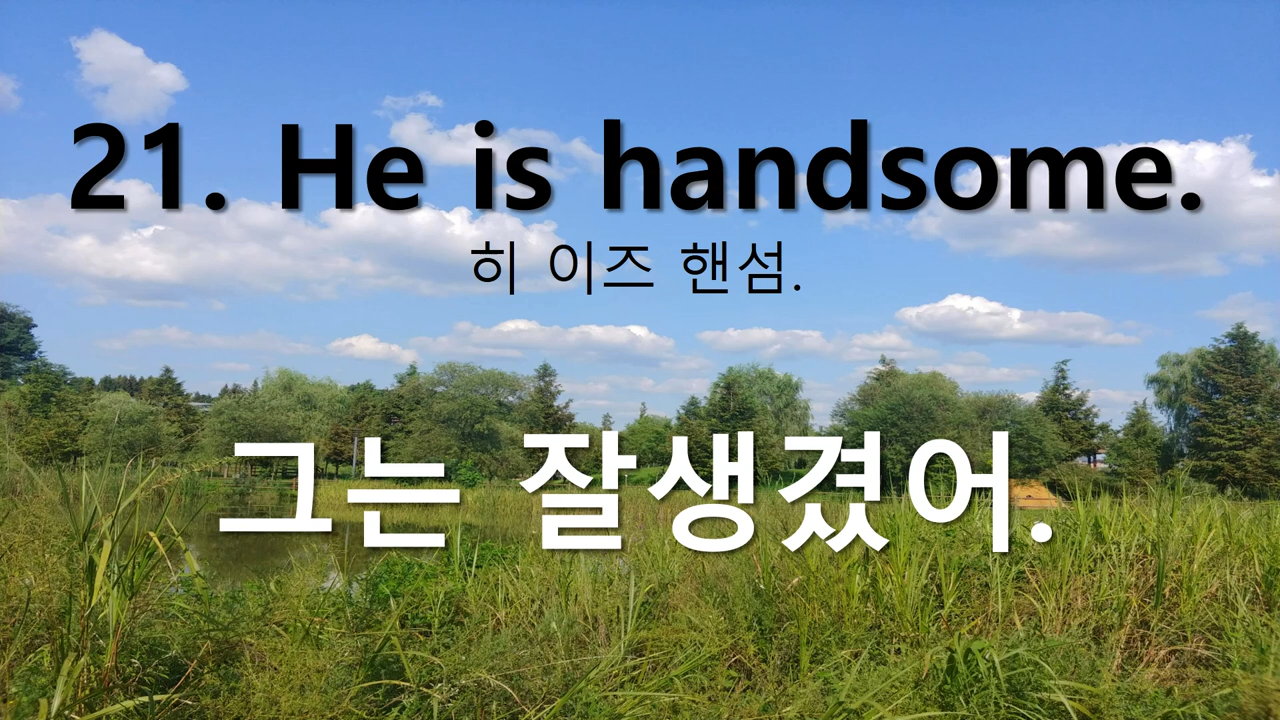 21. He is handsome.
히 이즈 핸섬.
그는 잘생겼어.